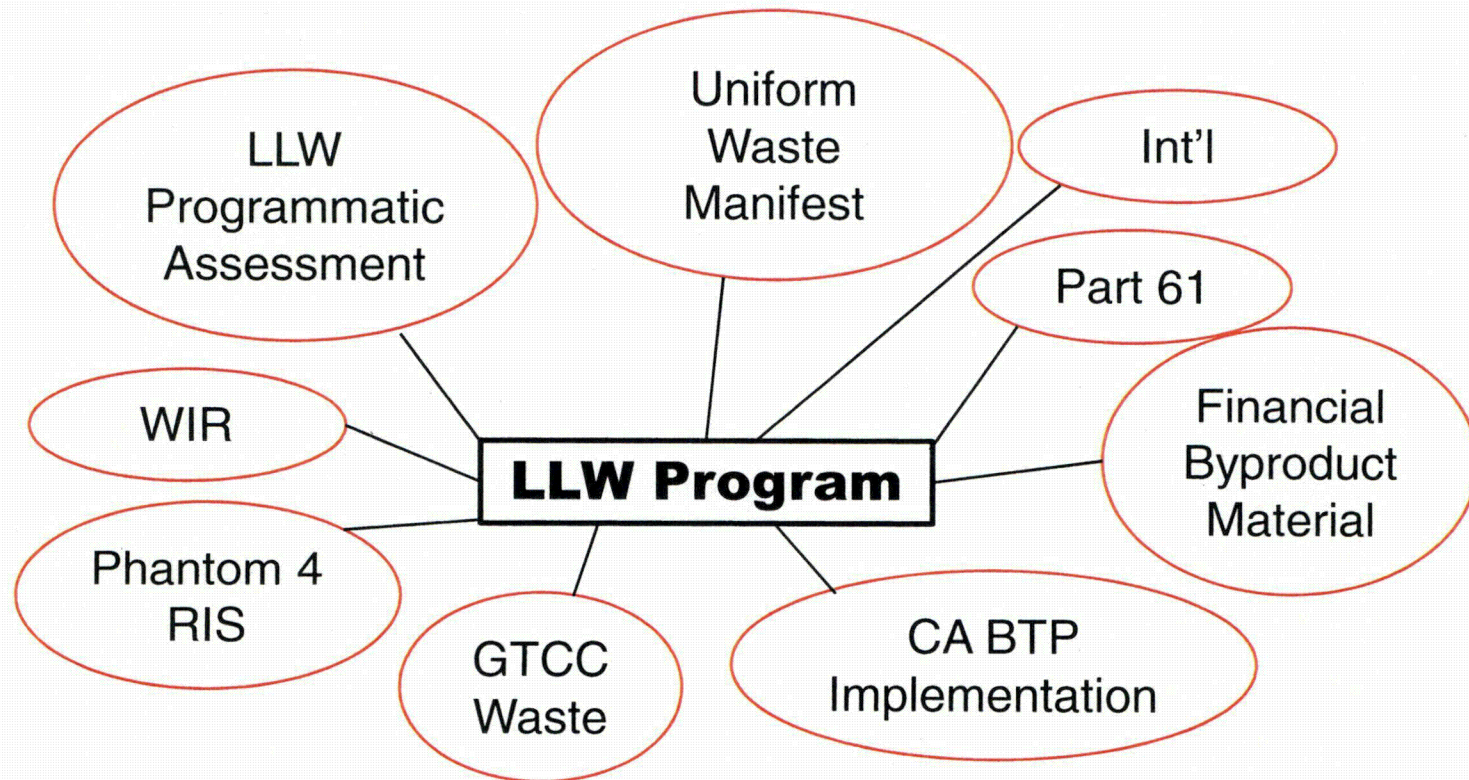 LLW
Programmatic
Assessment
Uniform
Waste
Manifest
Int'l
Part 61
Financial
Byproduct
Material
WIR
LLW Program
Phantom 4
RIS
GTCC
Waste
CA BTP
Implementation